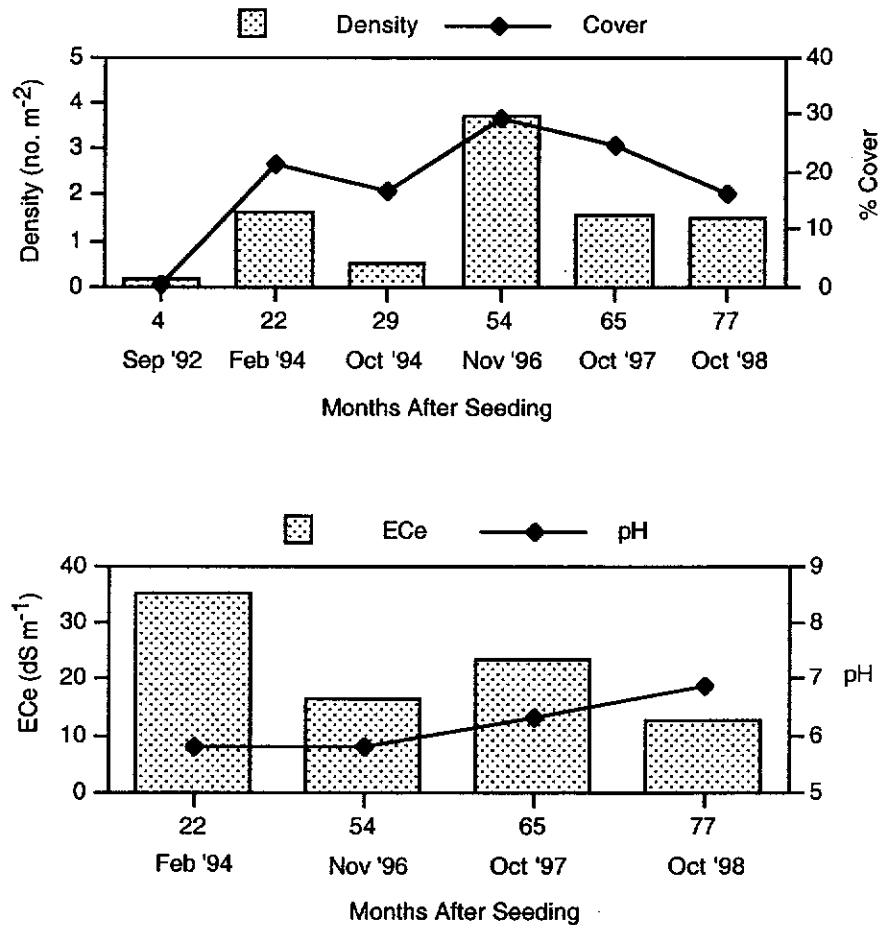 Density Cover
5 40
4 30
3 20
2 10
1
0 0
Density (no. m⁻²)
% Cover
4 22 29 54 65 77
Sep '92 Feb '94 Oct '94 Nov '96 Oct '97 Oct '98
Months After Seeding
ECe pH
40 9
30 8
20 7
10 6
0 5
ECe (dS m⁻¹)
pH
22 54 65 77
Feb '94 Nov '96 Oct '97 Oct '98
Months After Seeding